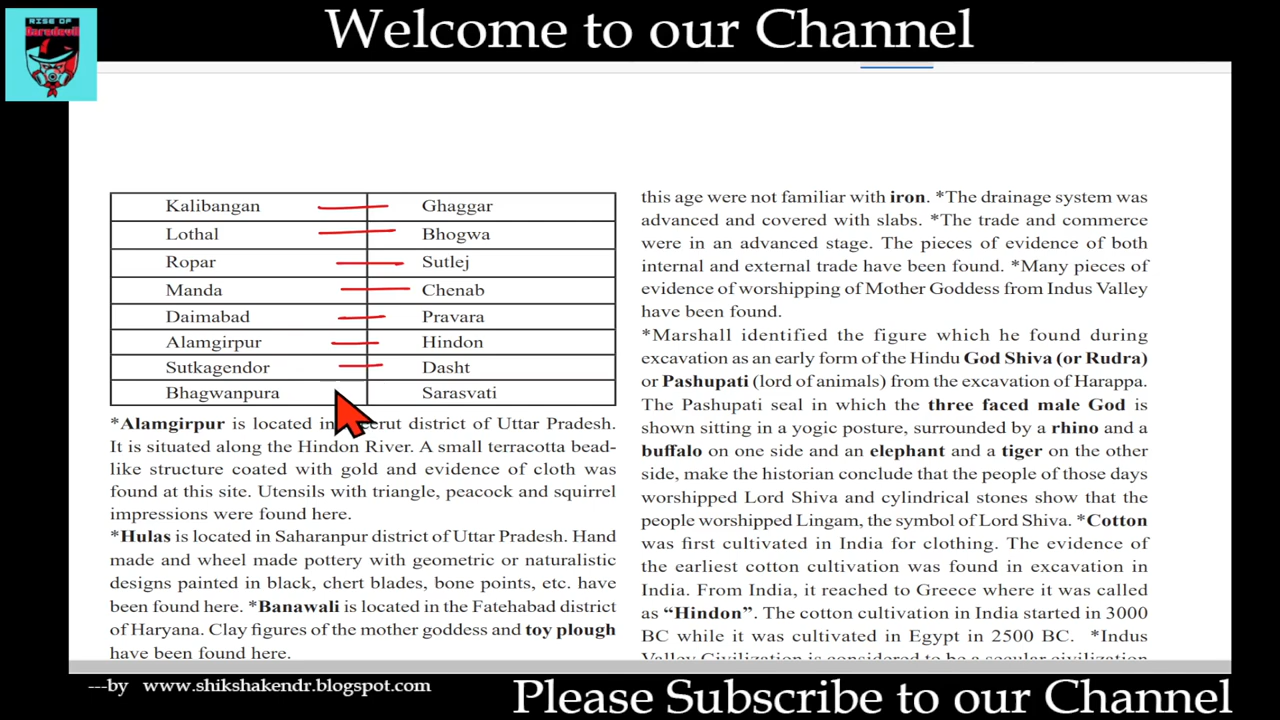 Welcome to our Channel
RISE OF
Daredevil
Kalibangan Ghaggar
Lothal Bhogwa
Ropar Sutlej
Manda Chenab
Daimabad Pravara
Alamgirpur Hindon
Sutkagendor Dasht
Bhagwanpura Sarasvati
*Alamgirpur is located in district of Uttar Pradesh.
It is situated along the Hindon River. A small terracotta bead-
like structure coated with gold and evidence of cloth was
found at this site. Utensils with triangle, peacock and squirrel
impressions were found here.
*Hulas is located in Saharanpur district of Uttar Pradesh. Hand
made and wheel made pottery with geometric or naturalistic
designs painted in black, chert blades, bone points, etc. have
been found here. *Banawali is located in the Fatehabad district
of Haryana. Clay figures of the mother goddess and toy plough
have been found here.
this age were not familiar with iron. *The drainage system was
advanced and covered with slabs. *The trade and commerce
were in an advanced stage. The pieces of evidence of both
internal and external trade have been found. *Many pieces of
evidence of worshipping of Mother Goddess from Indus Valley
have been found.
*Marshall identified the figure which he found during
excavation as an early form of the Hindu God Shiva (or Rudra)
or Pashupati (lord of animals) from the excavation of Harappa.
The Pashupati seal in which the three faced male God is
shown sitting in a yogic posture, surrounded by a rhino and a
buffalo on one side and an elephant and a tiger on the other
side, make the historian conclude that the people of those days
worshipped Lord Shiva and cylindrical stones show that the
people worshipped Lingam, the symbol of Lord Shiva. *Cotton
was first cultivated in India for clothing. The evidence of
the earliest cotton cultivation was found in excavation in
India. From India, it reached to Greece where it was called
as “Hindon”. The cotton cultivation in India started in 3000
BC while it was cultivated in Egypt in 2500 BC. *Indus
Valley Civilization is considered to be a secular civilization
---by www.shikshakendr.blogspot.com
Please Subscribe to our Channel